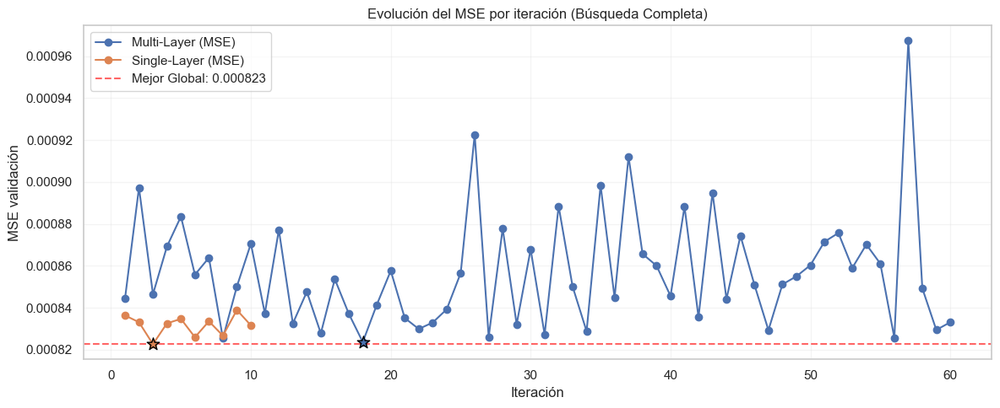 Evolución del MSE por iteración (Búsqueda Completa)
Multi-Layer (MSE)
Single-Layer (MSE)
Mejor Global: 0.000823
MSE validación
0.00096
0.00094
0.00092
0.00090
0.00088
0.00086
0.00084
0.00082
0 10 20 30 40 50 60
Iteración